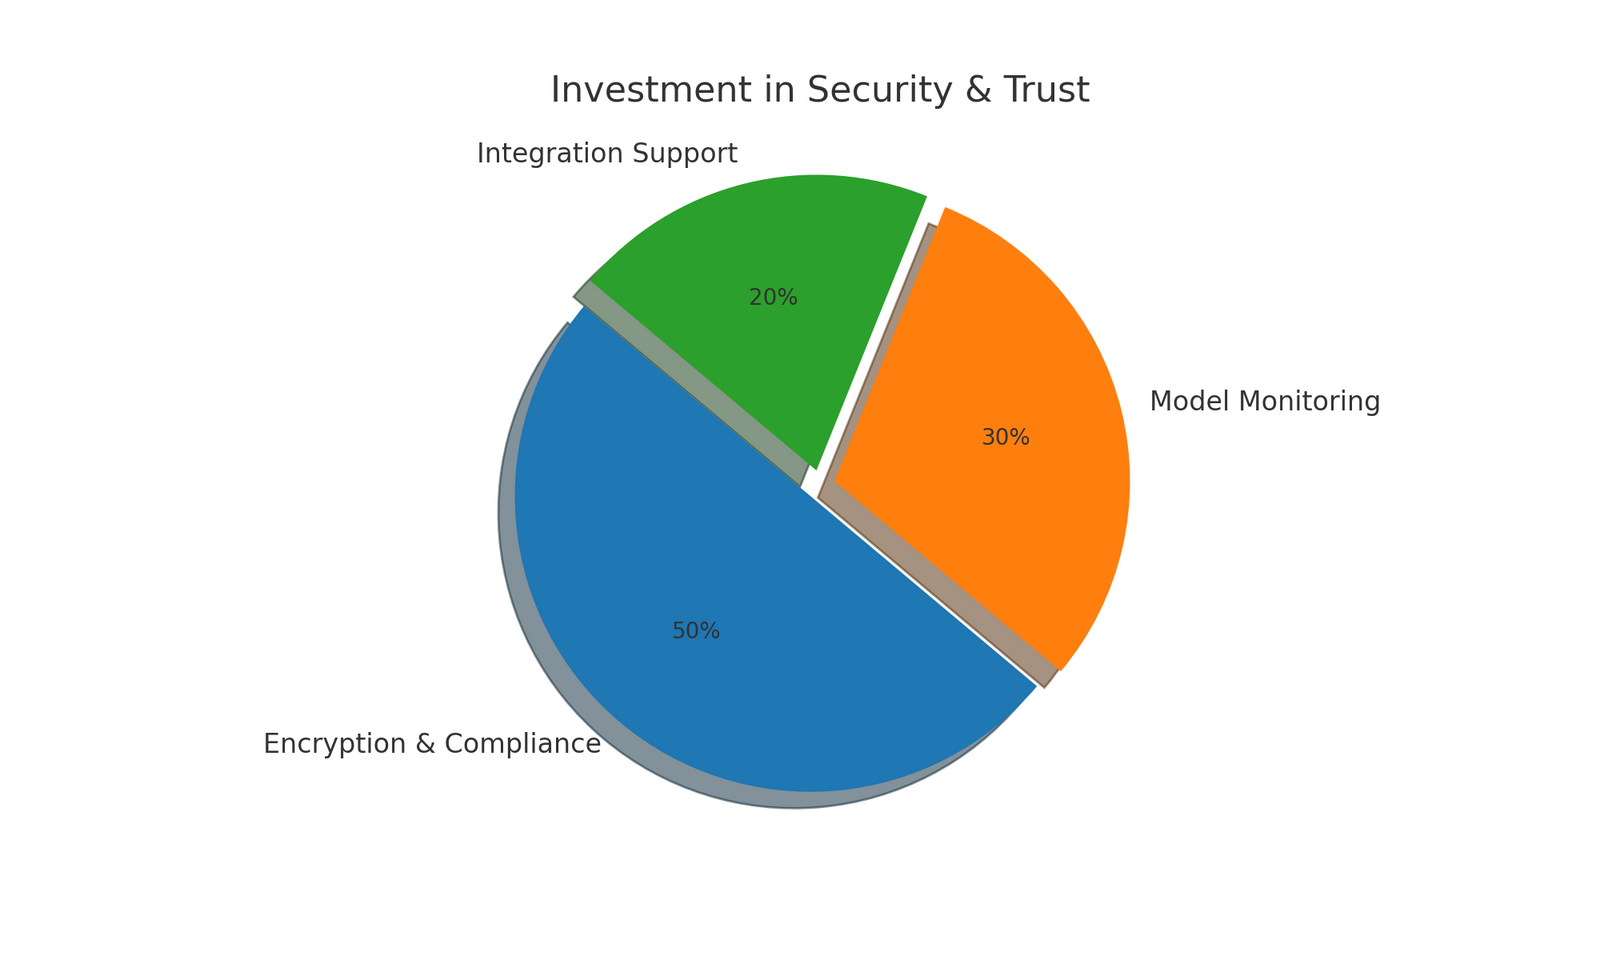 Investment in Security & Trust
Integration Support
20%
Model Monitoring
30%
50%
Encryption & Compliance